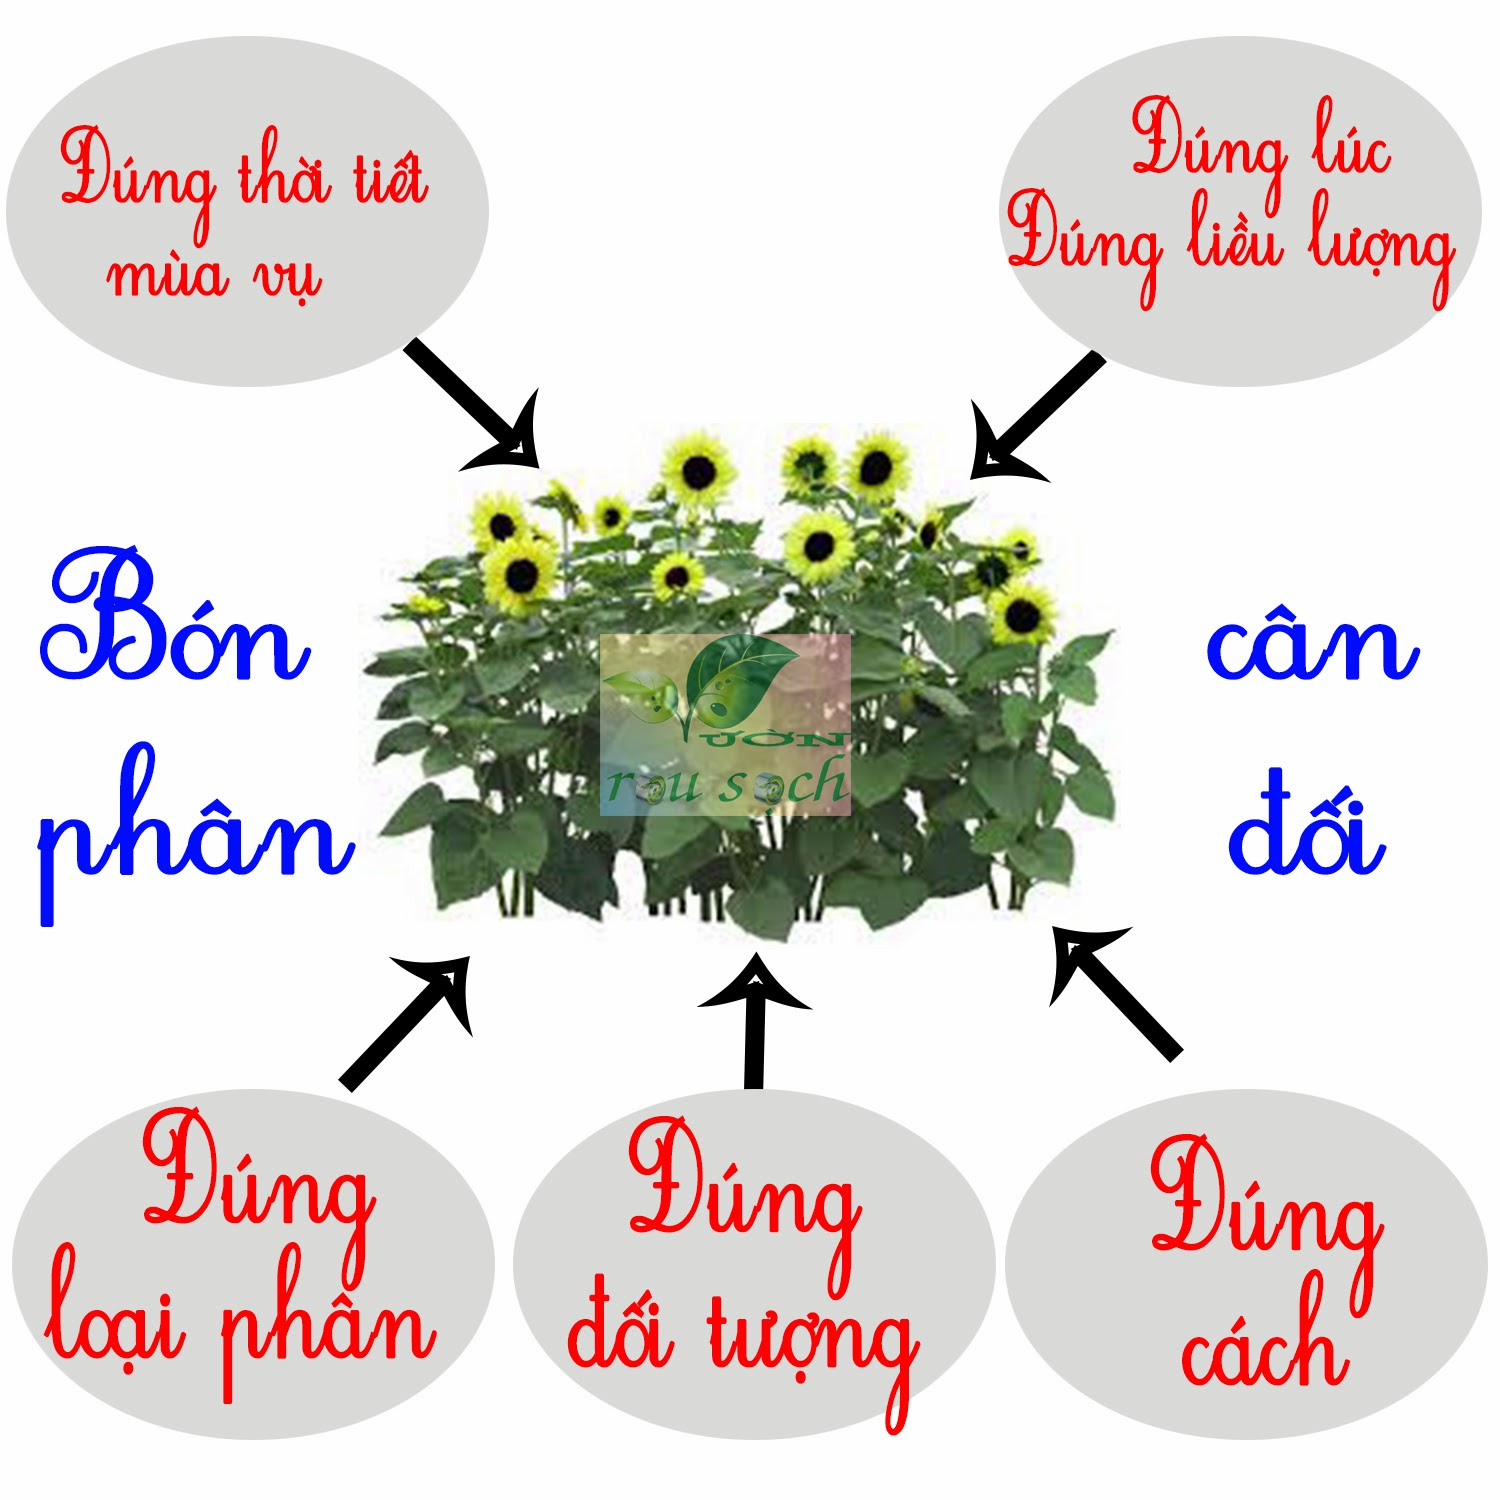 Đúng thời tiết
mùa vụ
Đúng lúc
Đúng liều lượng
Bón
phân
cân
đối
ƯỜN
rau sạch
Đúng
loại phân
Đúng
đối tượng
Đúng
cách